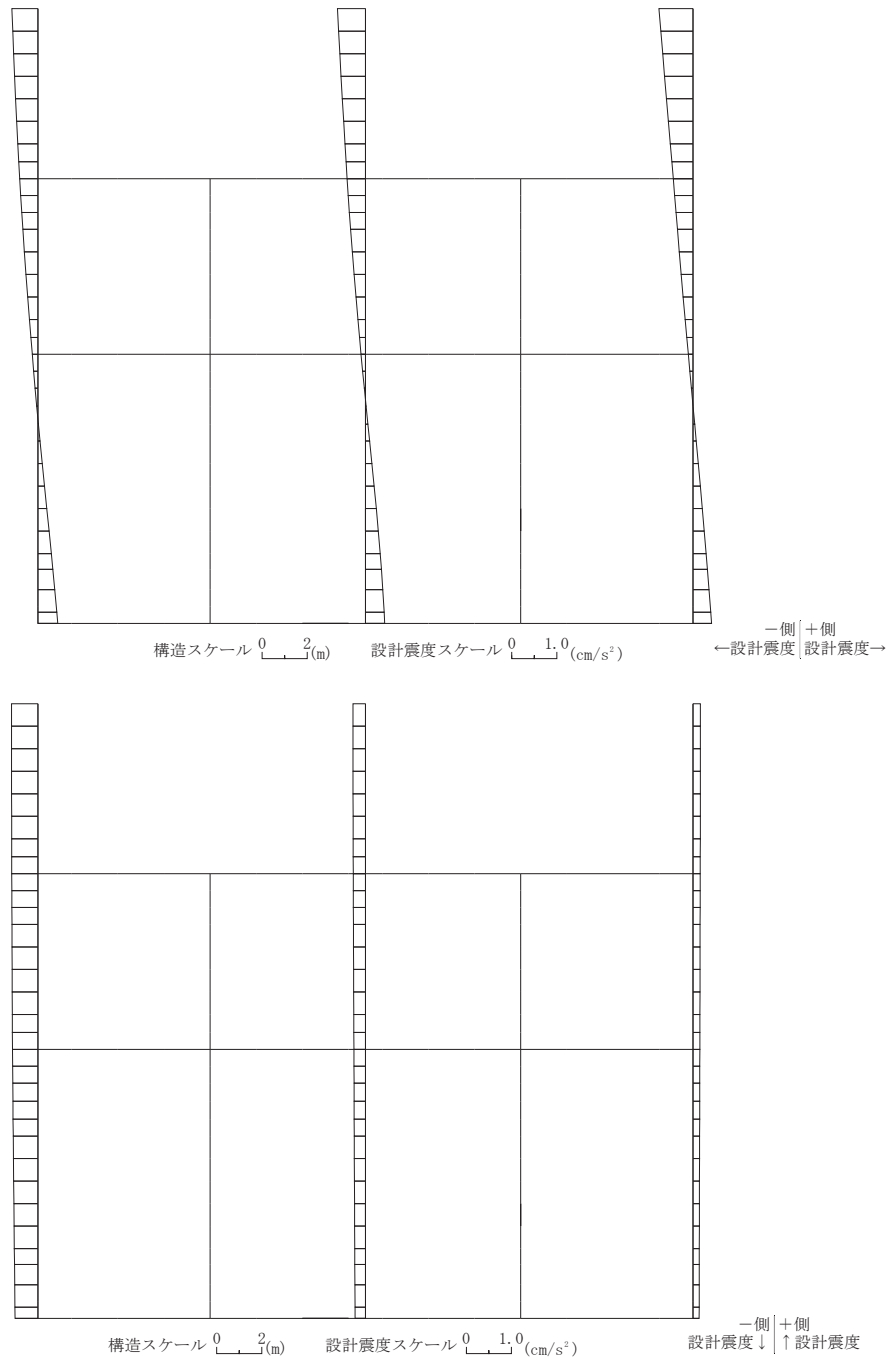 構造スケール 0 2(m) 設計震度スケール 0 1.0(cm/s²)
−側 +側
←設計震度 設計震度→
構造スケール 0 2(m) 設計震度スケール 0 1.0(cm/s²)
−側 +側
設計震度↓ ↑設計震度